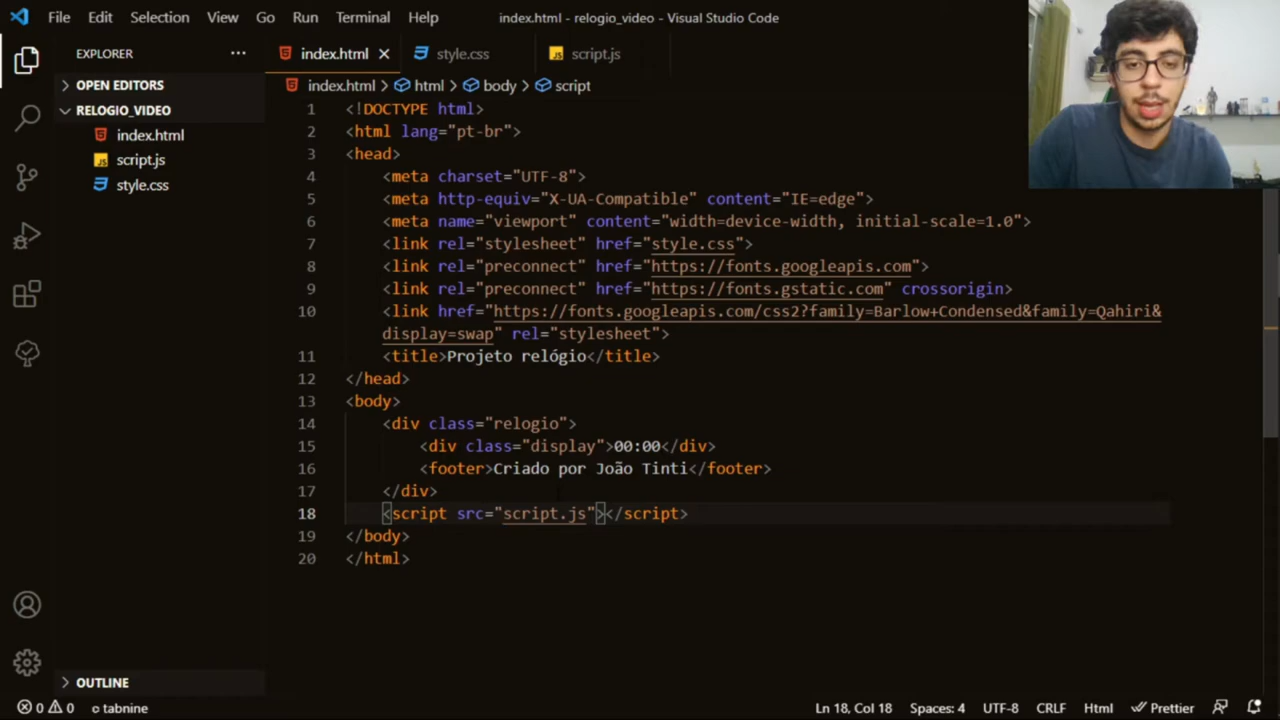 File Edit Selection View Go Run Terminal Help
index.html - relogio_video - Visual Studio Code
EXPLORER
index.html
style.css
script.js
OPEN EDITORS
index.html > html > body > script
RELOGIO_VIDEO
index.html
script.js
style.css
1 <!DOCTYPE html>
2 <html lang="pt-br">
3 <head>
4 <meta charset="UTF-8">
5 <meta http-equiv="X-UA-Compatible" content="IE=edge">
6 <meta name="viewport" content="width=device-width, initial-scale=1.0">
7 <link rel="stylesheet" href="style.css">
8 <link rel="preconnect" href="https://fonts.googleapis.com">
9 <link rel="preconnect" href="https://fonts.gstatic.com" crossorigin>
10 <link href="https://fonts.googleapis.com/css2?family=Barlow+Condensed&family=Qahiri&
display=swap" rel="stylesheet">
11 <title>Projeto relógio</title>
12 </head>
13 <body>
14 <div class="relogio">
15 <div class="display">00:00</div>
16 <footer>Criado por João Tinti</footer>
17 </div>
18 <script src="script.js"></script>
19 </body>
20 </html>
OUTLINE
0 0 tabnine
Ln 18, Col 18 Spaces: 4 UTF-8 CRLF Html Prettier